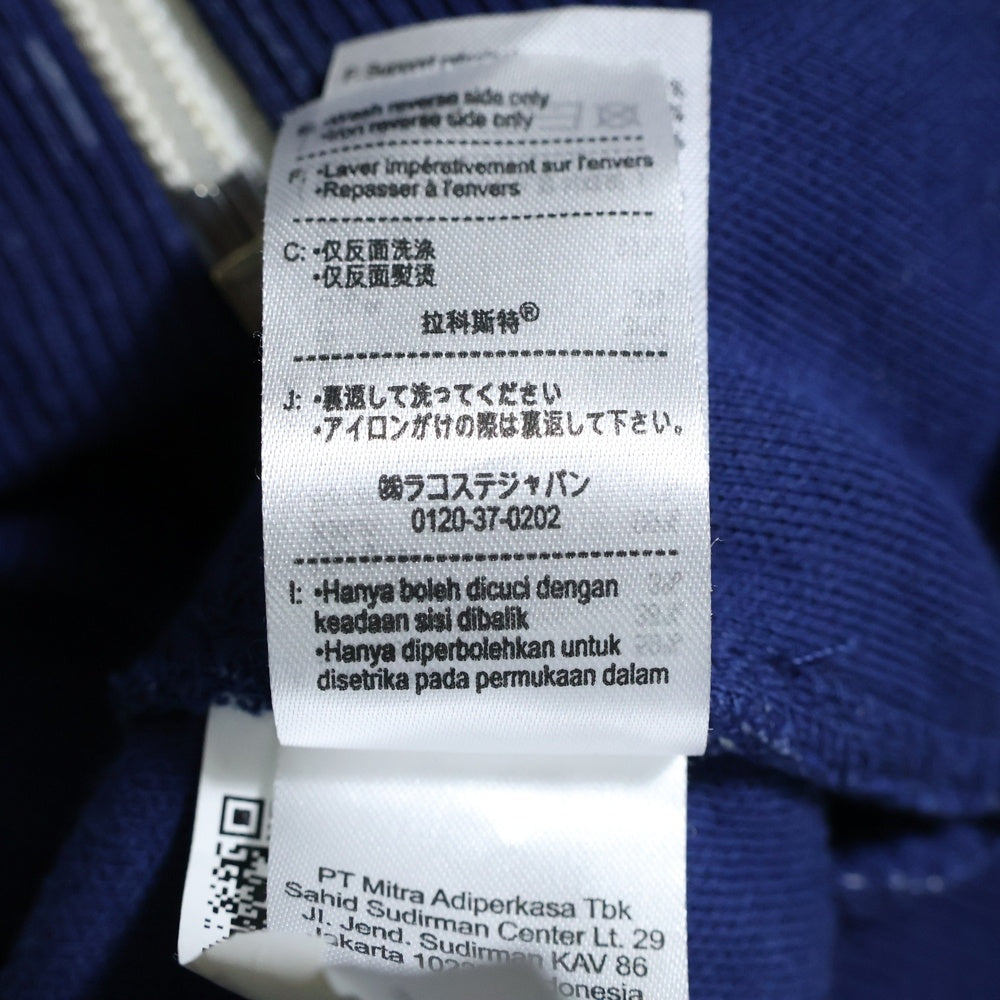 wash reverse side only
•Iron reverse side only
F: •Laver impérativement sur l'envers
•Repasser à l'envers
C: •仅反面洗涤
•仅反面熨烫
拉科斯特®
J: •裏返して洗ってください
•アイロンがけの際は裏返して下さい。
㈱ラコステジャパン
0120-37-0202
I: •Hanya boleh dicuci dengan
keadaan sisi dibalik
•Hanya diperbolehkan untuk
disetrika pada permukaan dalam
PT Mitra Adiperkasa Tbk
Sahid Sudirman Center Lt. 29
Jl. Jend. Sudirman KAV 86
Jakarta